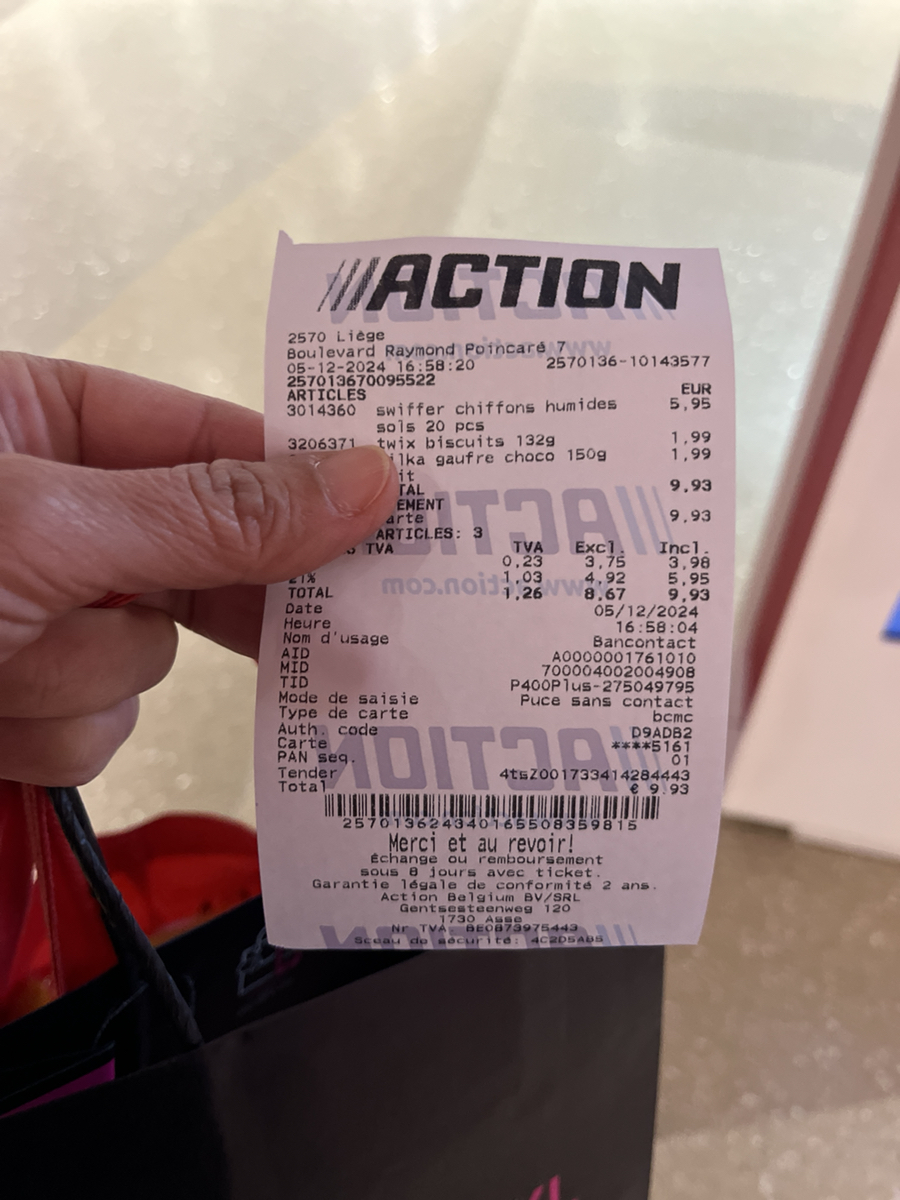 ACTION
2570 Liège
Boulevard Raymond Poincaré 7
05-12-2024 16:58:20 2570136-10143577
257013670095522
ARTICLES EUR
3014360 swiffer chiffons humides 5,95
sols 20 pcs
3206371 twix biscuits 132g 1,99
ilka gaufre choco 150g 1,99
it
TAL 9,93
EMENT
arte 9,93
ARTICLES: 3
TVA TVA Excl. Incl.
0,23 3,75 3,98
21% 1,03 4,92 5,95
TOTAL 1,26 8,67 9,93
Date 05/12/2024
Heure 16:58:04
Nom d'usage Bancontact
AID A0000001761010
MID 700004002004908
TID P400Plus-275049795
Mode de saisie Puce sans contact
Type de carte bcmc
Auth. code D9ADB2
Carte ****5161
PAN seq. 01
Tender 4tsZ001733414284443
Total € 9.93
257013624340165508359815
Merci et au revoir!
Échange ou remboursement
sous 8 jours avec ticket.
Garantie légale de conformité 2 ans.
Action Belgium BV/SRL
Gentsesteenweg 120
1730 Asse
Nr TVA BE0873975443
Sceau de sécurité: 4C2D5AB5